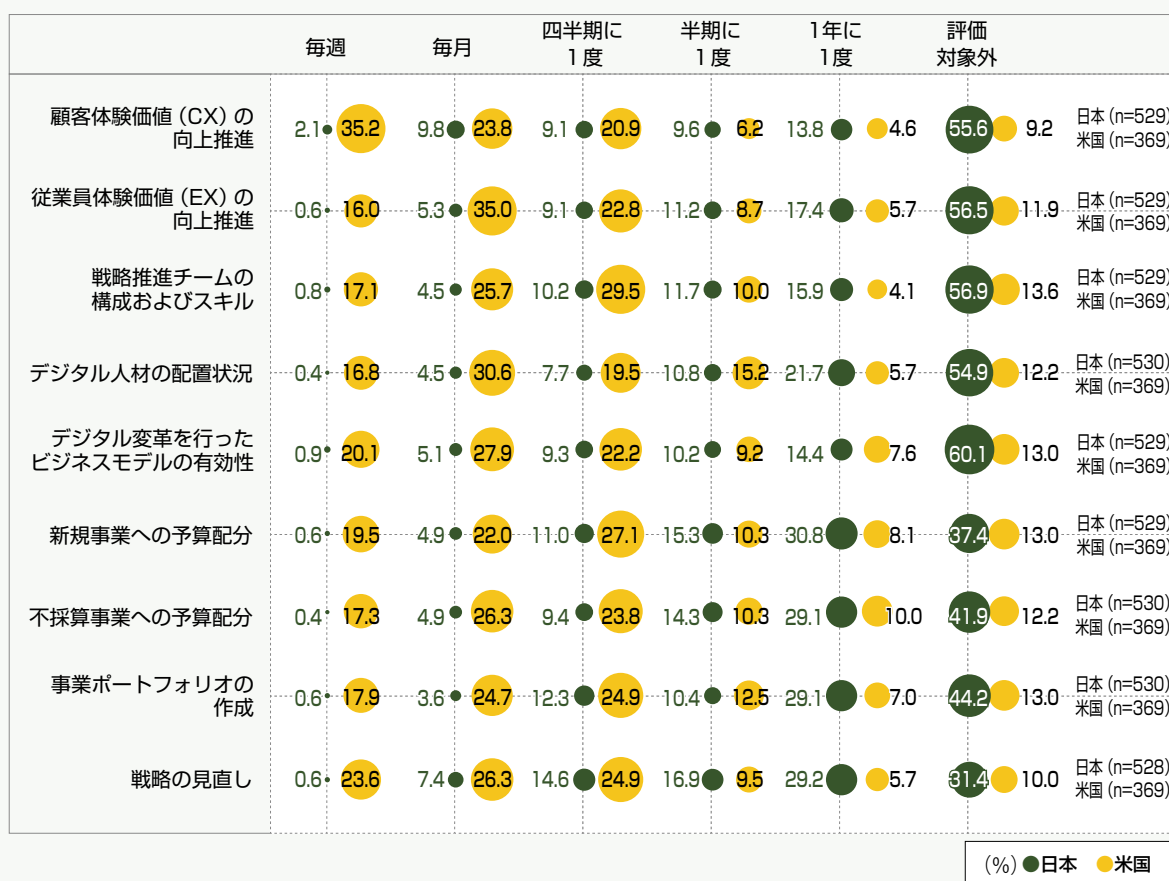 毎週 毎月 四半期に 半期に 1年に 評価
1度 1度 1度 対象外
顧客体験価値（CX）の
向上推進
2.1 35.2 9.8 23.8 9.1 20.9 9.6 6.2 13.8 4.6 55.6 9.2
日本（n=529）
米国（n=369）
従業員体験価値（EX）の
向上推進
0.6 16.0 5.3 35.0 9.1 22.8 11.2 8.7 17.4 5.7 56.5 11.9
日本（n=529）
米国（n=369）
戦略推進チームの
構成およびスキル
0.8 17.1 4.5 25.7 10.2 29.5 11.7 10.0 15.9 4.1 56.9 13.6
日本（n=529）
米国（n=369）
デジタル人材の配置状況
0.4 16.8 4.5 30.6 7.7 19.5 10.8 15.2 21.7 5.7 54.9 12.2
日本（n=530）
米国（n=369）
デジタル変革を行った
ビジネスモデルの有効性
0.9 20.1 5.1 27.9 9.3 22.2 10.2 9.2 14.4 7.6 60.1 13.0
日本（n=529）
米国（n=369）
新規事業への予算配分
0.6 19.5 4.9 22.0 11.0 27.1 15.3 10.3 30.8 8.1 37.4 13.0
日本（n=529）
米国（n=369）
不採算事業への予算配分
0.4 17.3 4.9 26.3 9.4 23.8 14.3 10.3 29.1 10.0 41.9 12.2
日本（n=530）
米国（n=369）
事業ポートフォリオの
作成
0.6 17.9 3.6 24.7 12.3 24.9 10.4 12.5 29.1 7.0 44.2 13.0
日本（n=530）
米国（n=369）
戦略の見直し
0.6 23.6 7.4 26.3 14.6 24.9 16.9 9.5 29.2 5.7 31.4 10.0
日本（n=528）
米国（n=369）
（%）日本 米国